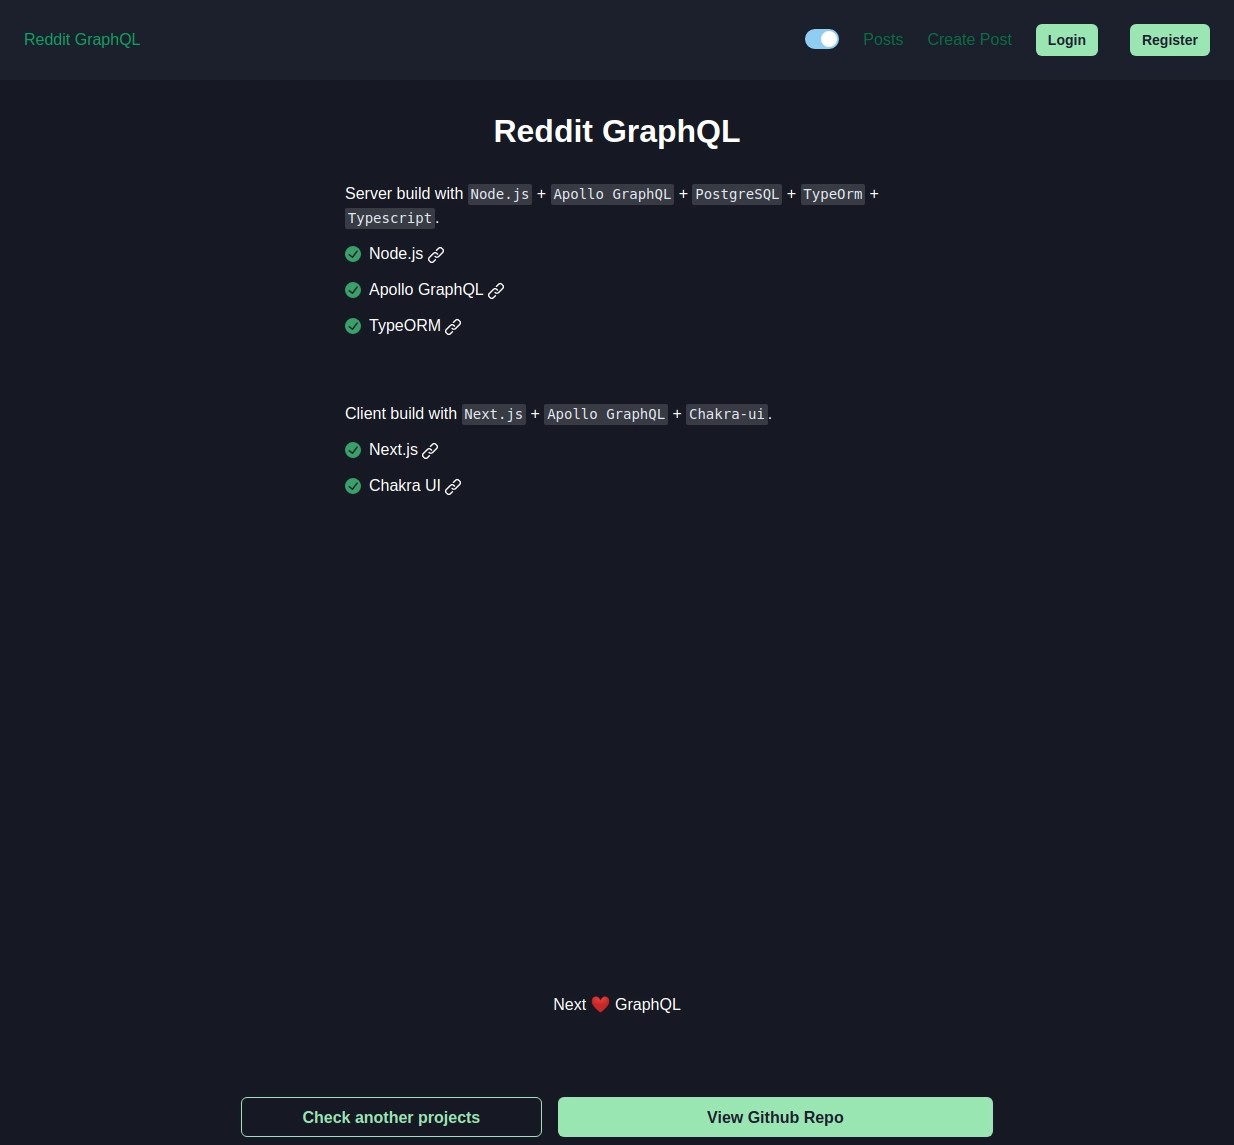 Reddit GraphQL
Posts
Create Post
Login
Register
Reddit GraphQL
Server build with Node.js + Apollo GraphQL + PostgreSQL + TypeOrm +
Typescript.
Node.js
Apollo GraphQL
TypeORM
Client build with Next.js + Apollo GraphQL + Chakra-ui.
Next.js
Chakra UI
Next ❤️ GraphQL
Check another projects
View Github Repo